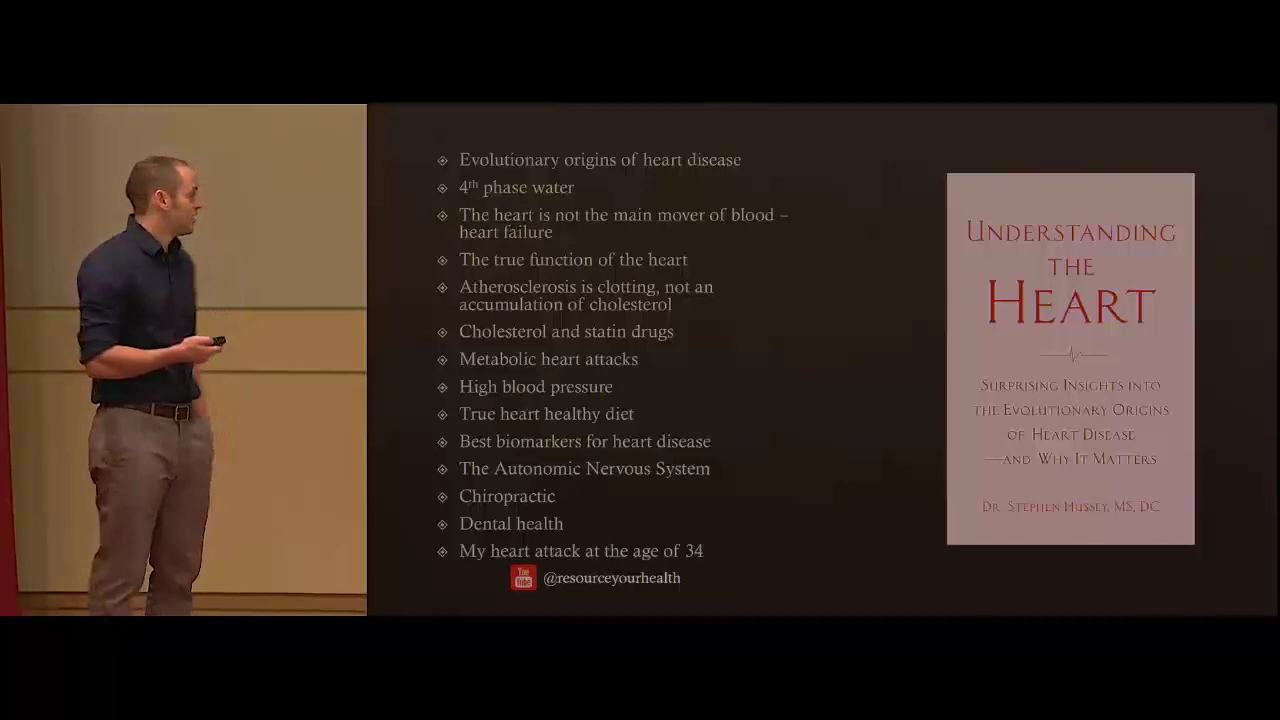 Evolutionary origins of heart disease
4th phase water
The heart is not the main mover of blood –
heart failure
The true function of the heart
Atherosclerosis is clotting, not an
accumulation of cholesterol
Cholesterol and statin drugs
Metabolic heart attacks
High blood pressure
True heart healthy diet
Best biomarkers for heart disease
The Autonomic Nervous System
Chiropractic
Dental health
My heart attack at the age of 34
You Tube @resourceyourhealth
UNDERSTANDING
THE
HEART
SURPRISING INSIGHTS INTO
THE EVOLUTIONARY ORIGINS
OF HEART DISEASE
—AND WHY IT MATTERS
DR. STEPHEN HUSSEY, MS, DC